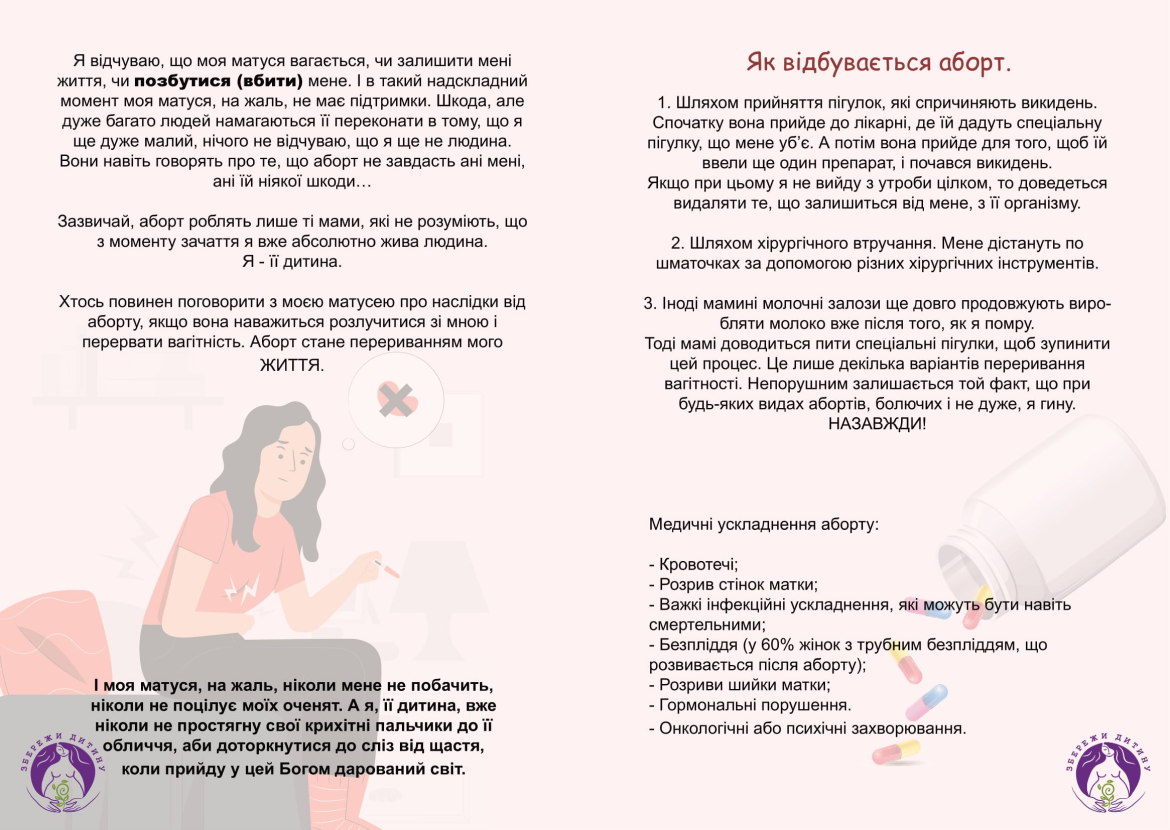 Я відчуваю, що моя матуся вагається, чи залишити мені
життя, чи позбутися (вбити) мене. І в такий надскладний
момент моя матуся, на жаль, не має підтримки. Шкода, але
дуже багато людей намагаються її переконати в тому, що я
ще дуже малий, нічого не відчуваю, що я ще не людина.
Вони навіть говорять про те, що аборт не завдасть ані мені,
ані їй ніякої шкоди…
Зазвичай, аборт роблять лише ті мами, які не розуміють, що
з моменту зачаття я вже абсолютно жива людина.
Я - її дитина.
Хтось повинен поговорити з моєю матусею про наслідки від
аборту, якщо вона наважиться розлучитися зі мною і
перервати вагітність. Аборт стане перериванням мого
ЖИТТЯ.
І моя матуся, на жаль, ніколи мене не побачить,
ніколи не поцілує моїх оченят. А я, її дитина, вже
ніколи не простягну свої крихітні пальчики до її
обличчя, аби доторкнутися до сліз від щастя,
коли прийду у цей Богом дарований світ.
ЗБЕРЕЖИ ДИТИНУ
Як відбувається аборт.
1. Шляхом прийняття пігулок, які спричиняють викидень.
Спочатку вона прийде до лікарні, де їй дадуть спеціальну
пігулку, що мене уб’є. А потім вона прийде для того, щоб їй
ввели ще один препарат, і почався викидень.
Якщо при цьому я не вийду з утроби цілком, то доведеться
видаляти те, що залишиться від мене, з її організму.
2. Шляхом хірургічного втручання. Мене дістануть по
шматочках за допомогою різних хірургічних інструментів.
3. Іноді мамині молочні залози ще довго продовжують виро-
бляти молоко вже після того, як я помру.
Тоді мамі доводиться пити спеціальні пігулки, щоб зупинити
цей процес. Це лише декілька варіантів переривання
вагітності. Непорушним залишається той факт, що при
будь-яких видах абортів, болючих і не дуже, я гину.
НАЗАВЖДИ!
Медичні ускладнення аборту:
- Кровотечі;
- Розрив стінок матки;
- Важкі інфекційні ускладнення, які можуть бути навіть
смертельними;
- Безпліддя (у 60% жінок з трубним безпліддям, що
розвивається після аборту);
- Розриви шийки матки;
- Гормональні порушення.
- Онкологічні або психічні захворювання.
ЗБЕРЕЖИ ДИТИНУ